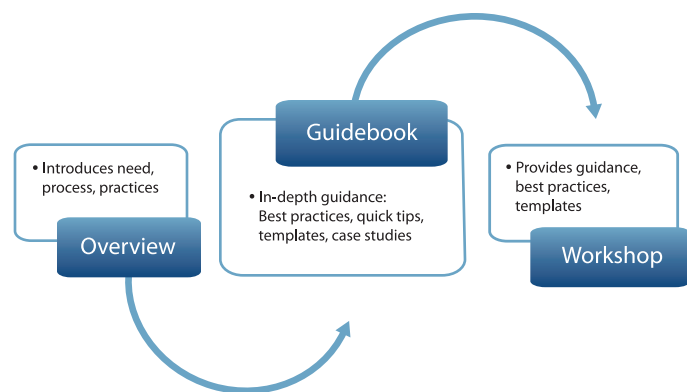 • Introduces need,
process, practices
Overview
Guidebook
• In-depth guidance:
Best practices, quick tips,
templates, case studies
• Provides guidance,
best practices,
templates
Workshop